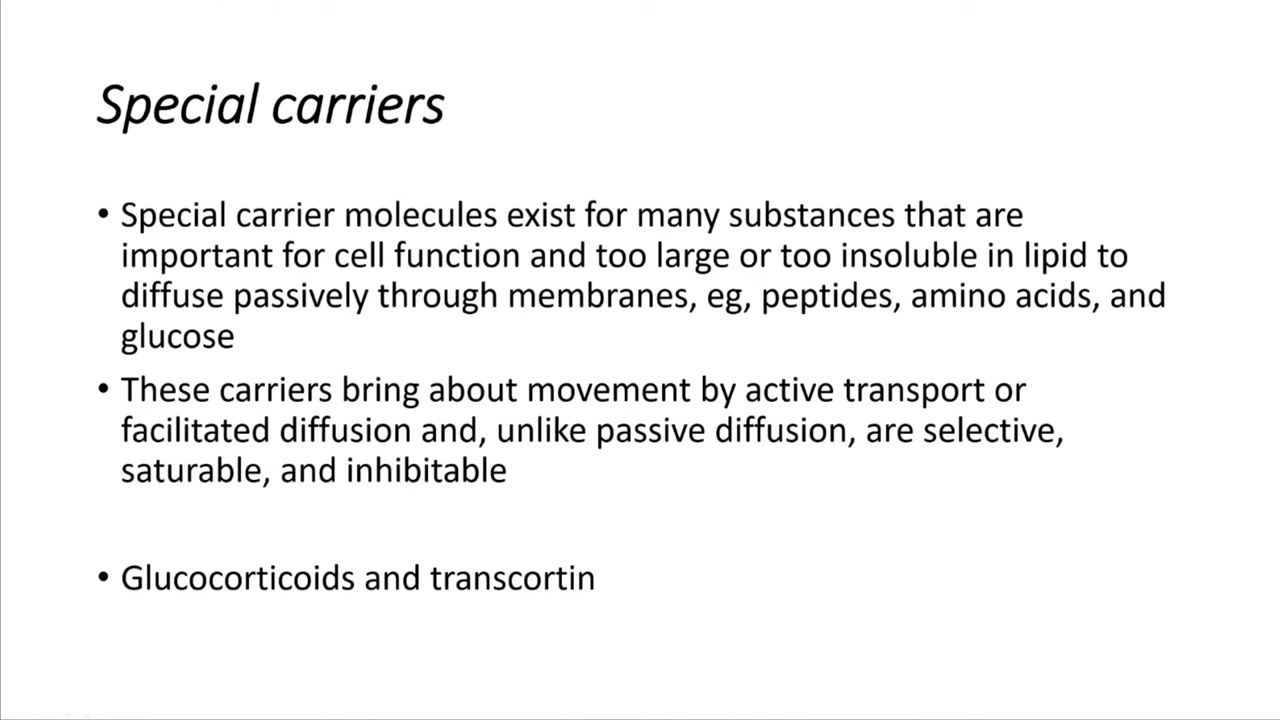 Special carriers
• Special carrier molecules exist for many substances that are
important for cell function and too large or too insoluble in lipid to
diffuse passively through membranes, eg, peptides, amino acids, and
glucose
• These carriers bring about movement by active transport or
facilitated diffusion and, unlike passive diffusion, are selective,
saturable, and inhibitable
• Glucocorticoids and transcortin